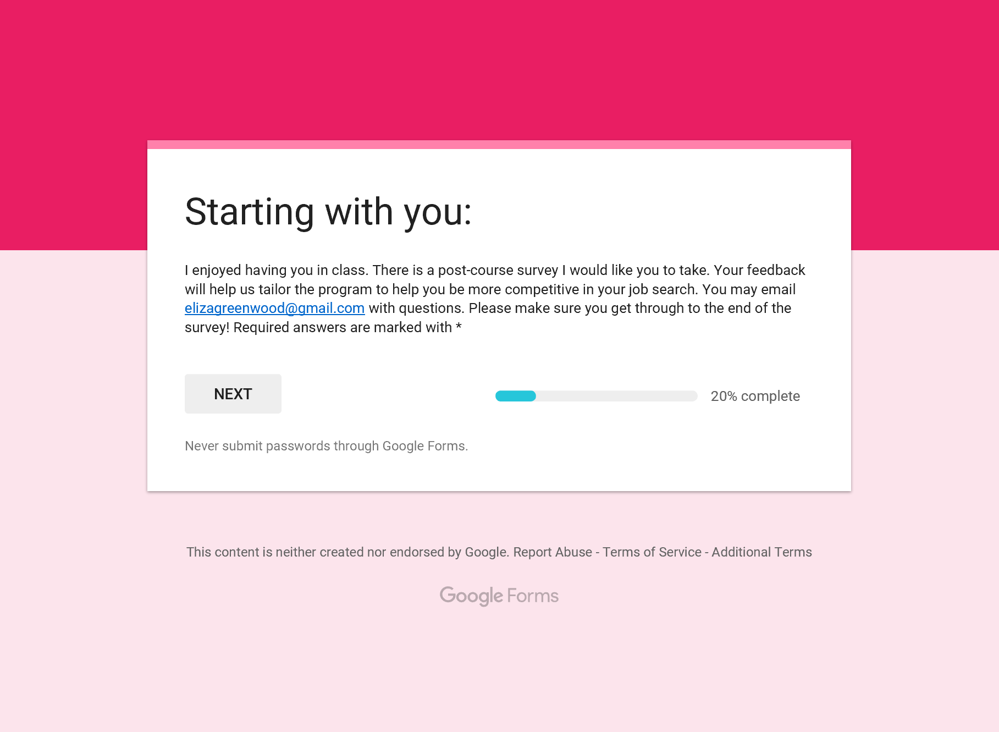 Starting with you:
I enjoyed having you in class. There is a post-course survey I would like you to take. Your feedback
will help us tailor the program to help you be more competitive in your job search. You may email
elizagreenwood@gmail.com with questions. Please make sure you get through to the end of the
survey! Required answers are marked with *
NEXT
20% complete
Never submit passwords through Google Forms.
This content is neither created nor endorsed by Google. Report Abuse - Terms of Service - Additional Terms
Google Forms